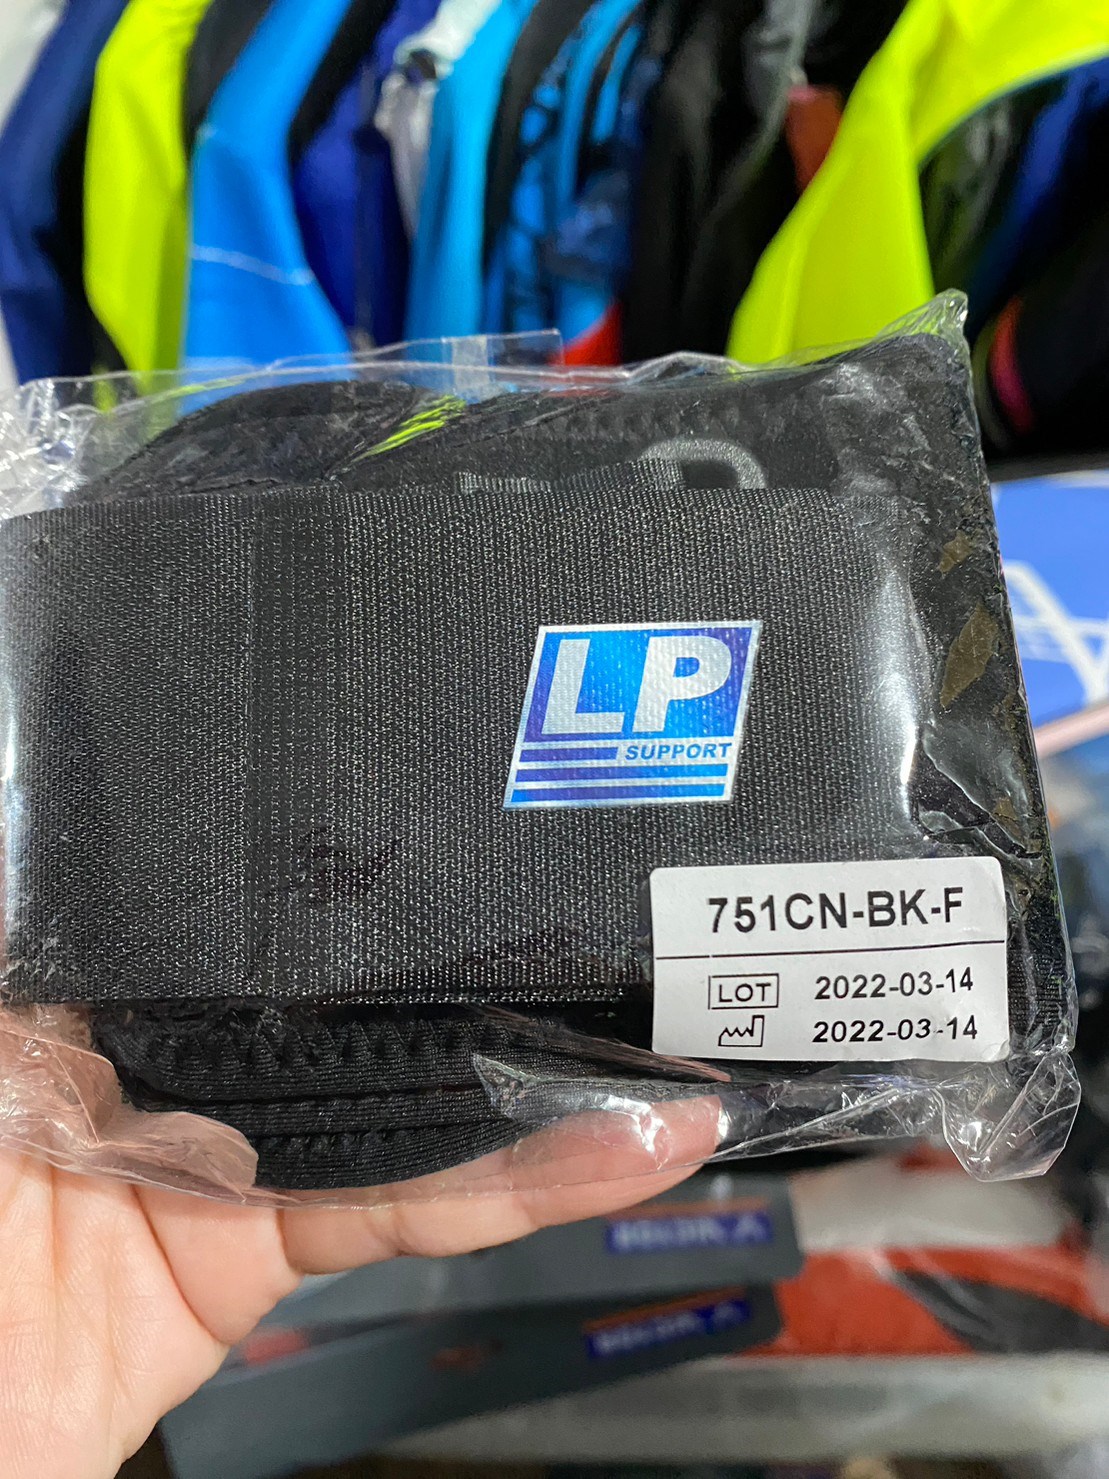 LP
SUPPORT
751CN-BK-F
LOT 2022-03-14
2022-03-14